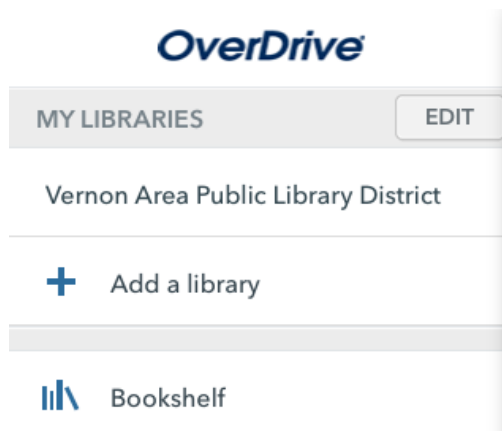 OverDrive
MY LIBRARIES EDIT
Vernon Area Public Library District
Add a library
Bookshelf